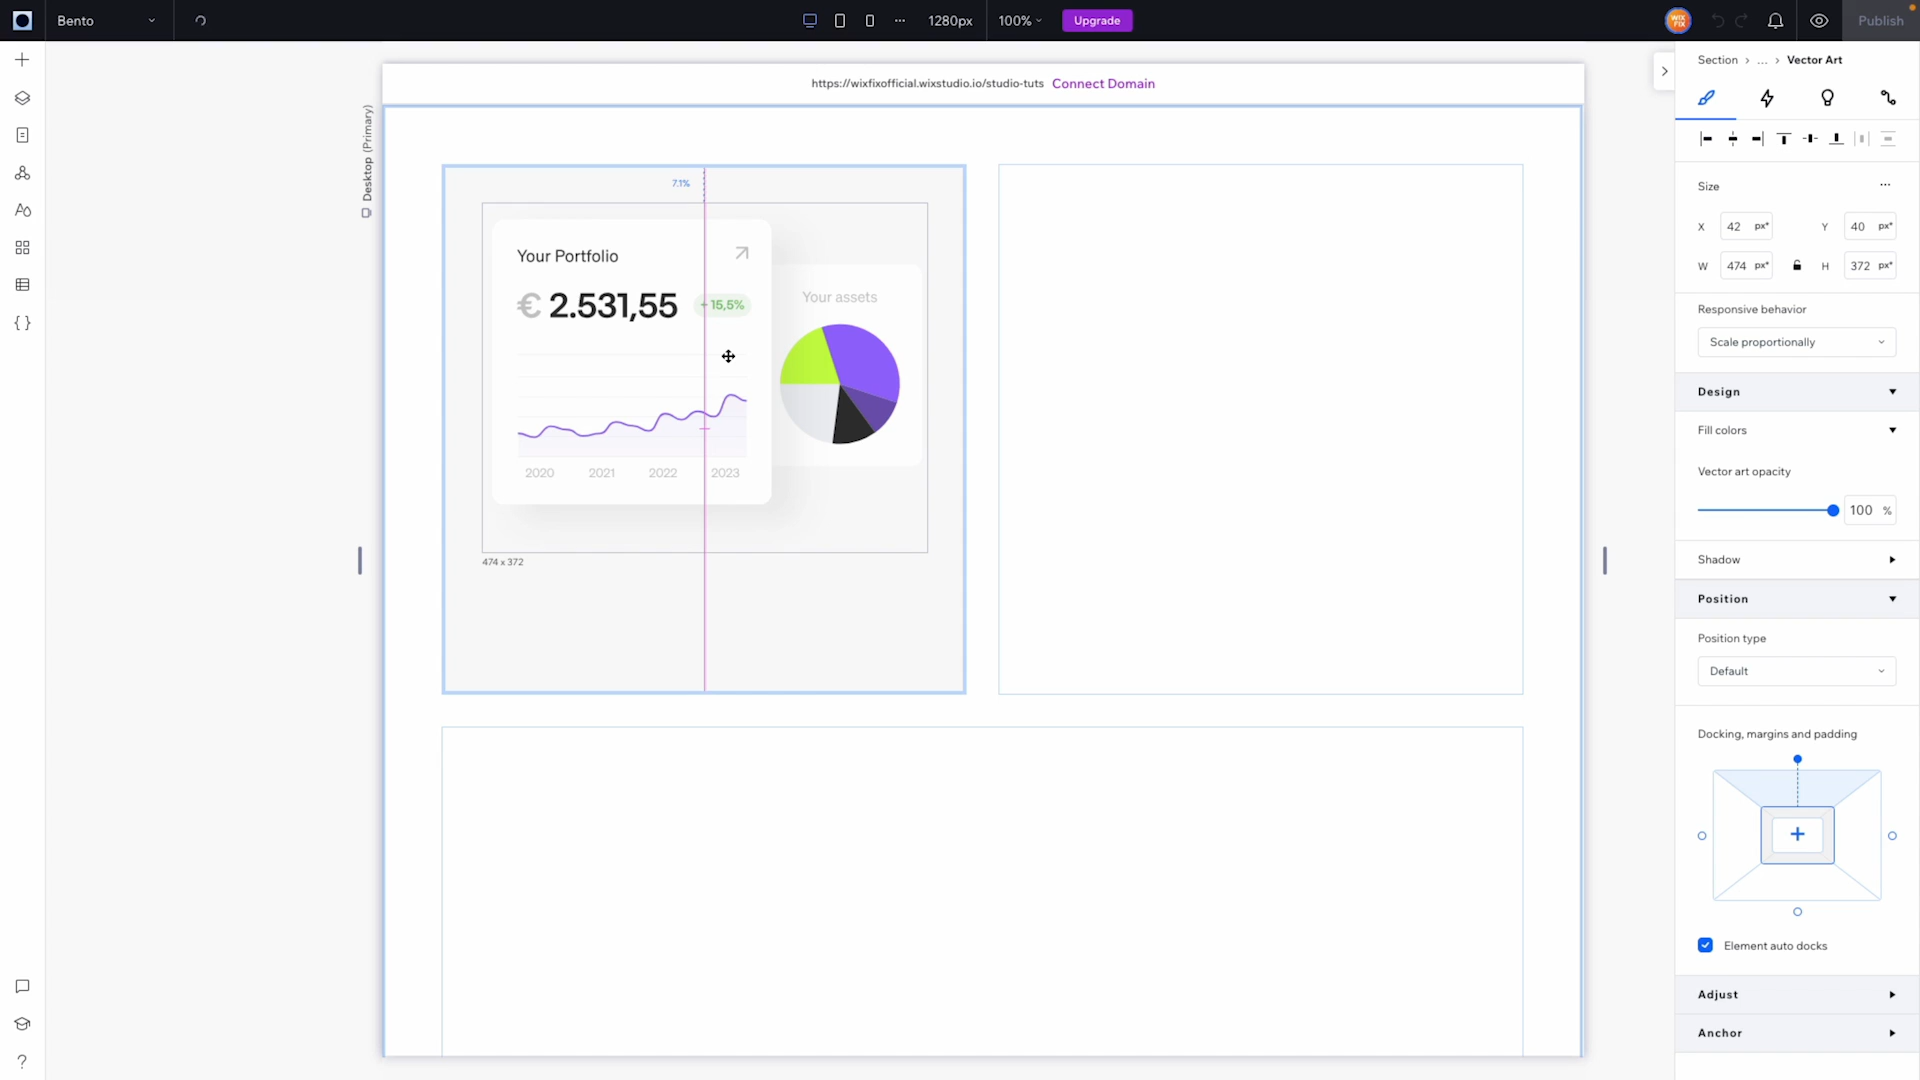 Bento
1280px
100%
Upgrade
WIX
FIX
Publish
https://wixfixofficial.wixstudio.io/studio-tuts Connect Domain
Section › ... › Vector Art
Desktop (Primary)
7.1%
Your Portfolio
€ 2.531,55
+ 15,5%
Your assets
2020 2021 2022 2023
474 x 372
Size
X 42 px* Y 40 px*
W 474 px* H 372 px*
Responsive behavior
Scale proportionally
Design
Fill colors
Vector art opacity
100 %
Shadow
Position
Position type
Default
Docking, margins and padding
Element auto docks
Adjust
Anchor